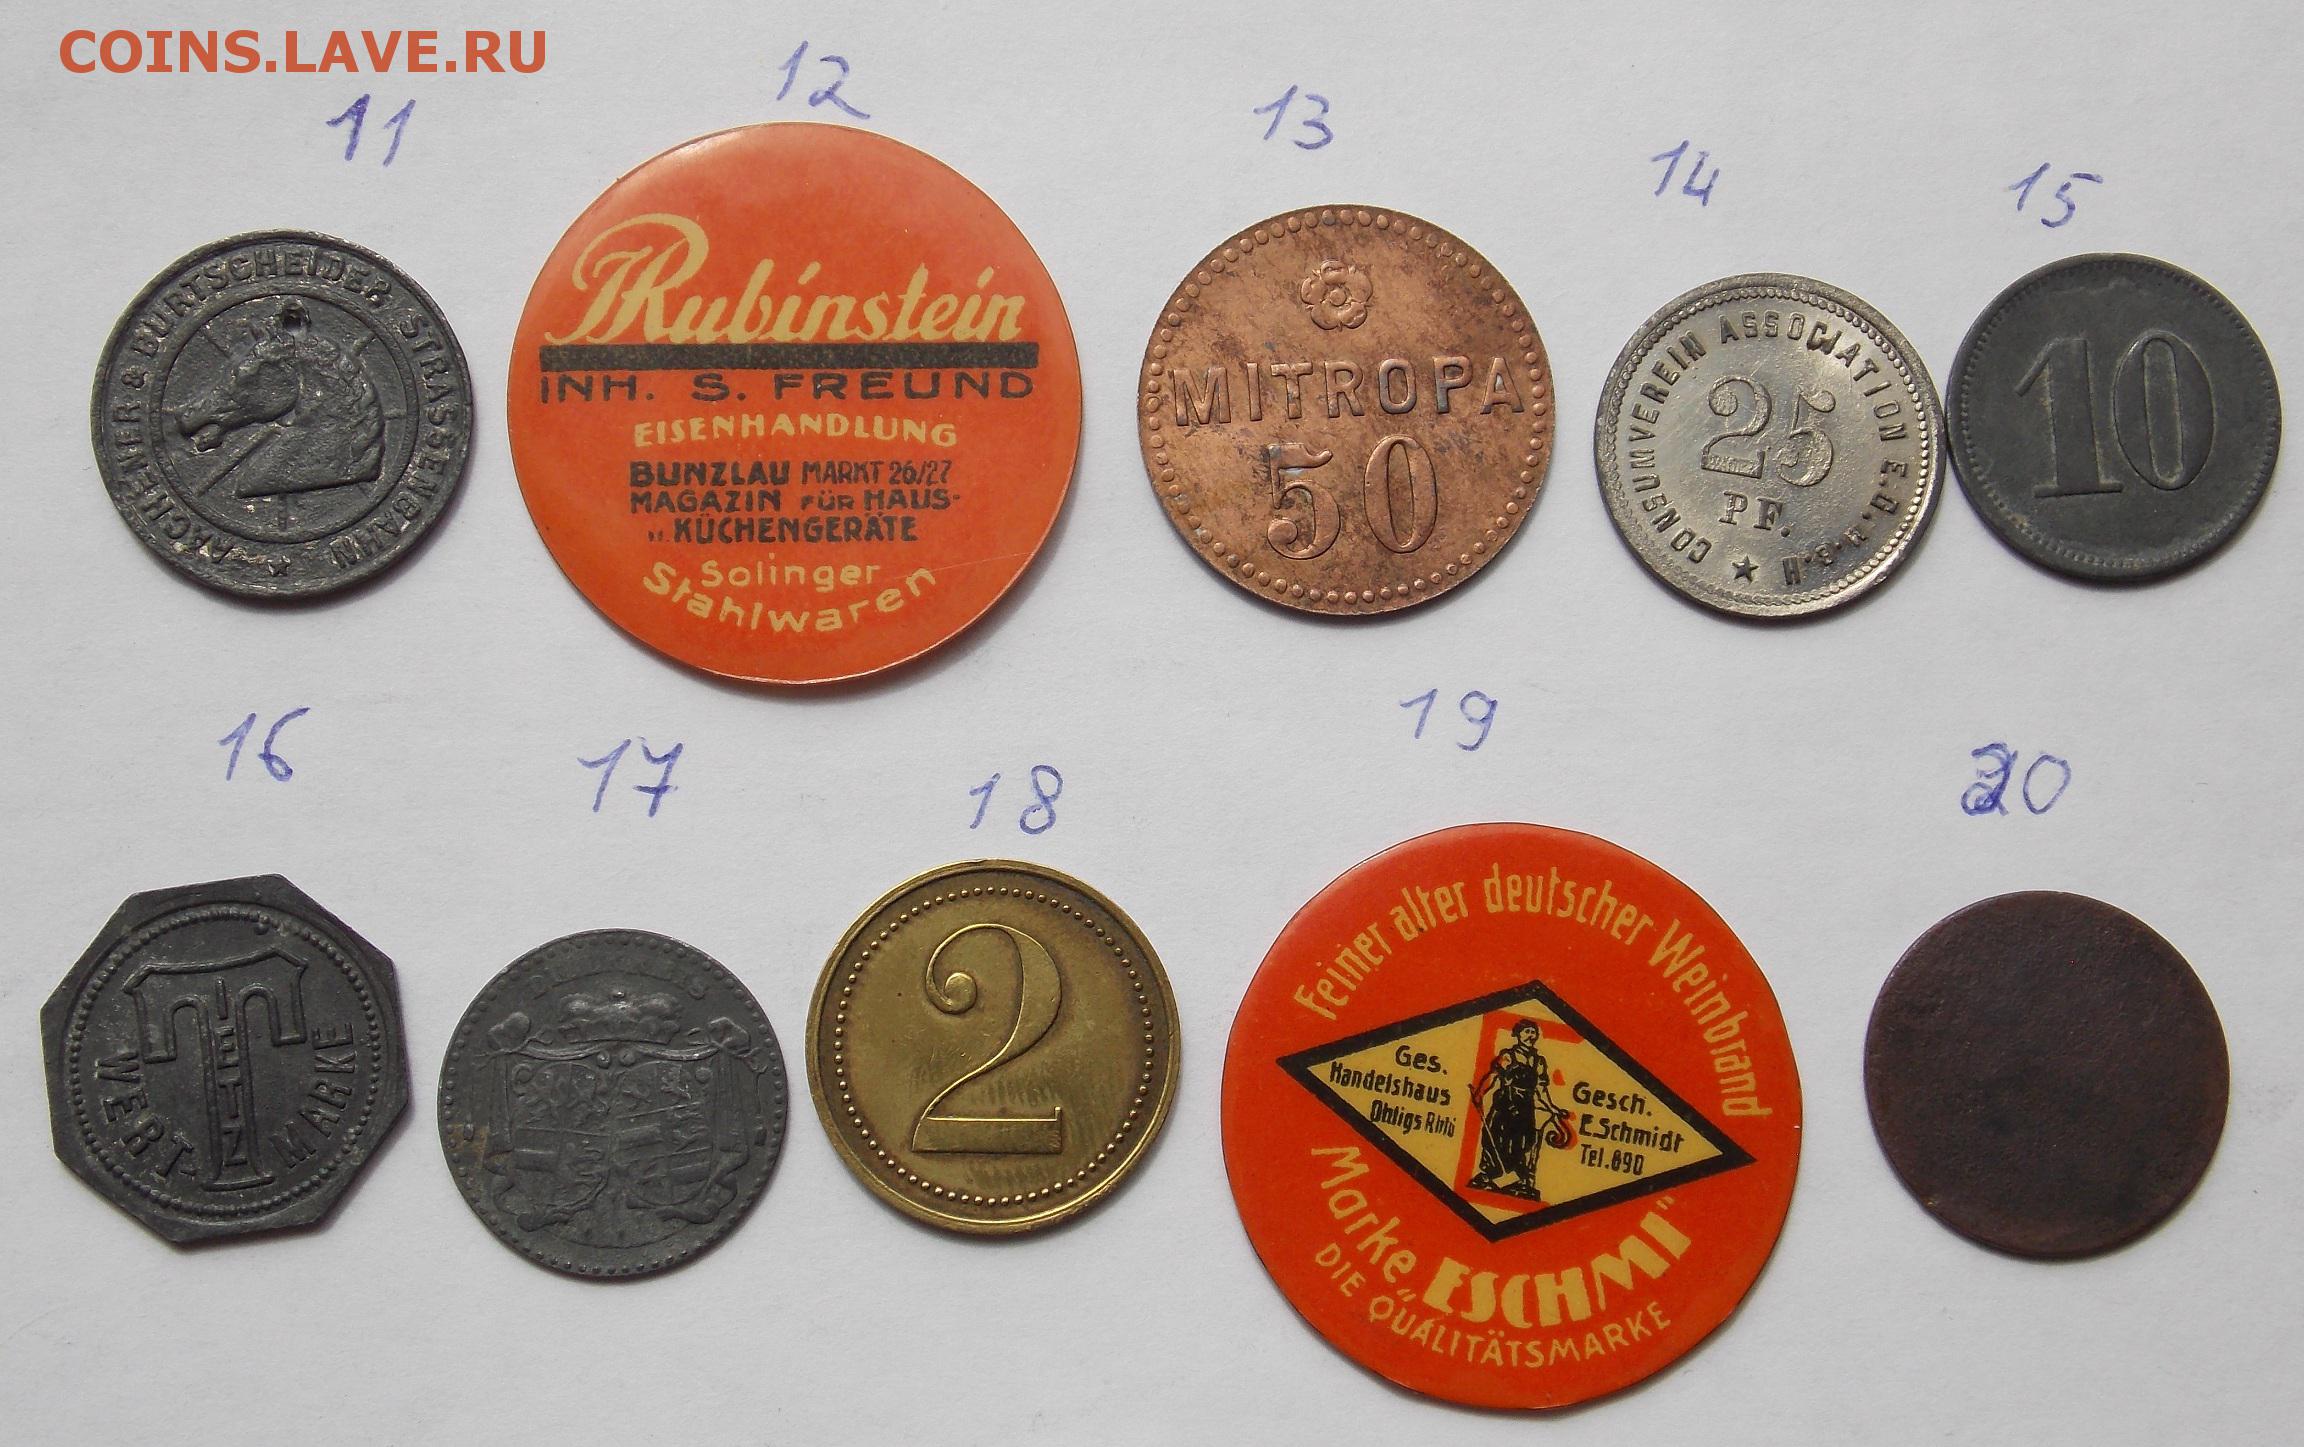 COINS.LAVE.RU
11
12
13
14
15
AACHENER & BURTSCHEIDER STRASSENBAHN
Rubinstein
INH. S. FREUND
EISENHANDLUNG
BUNZLAU MARKT 26/27
MAGAZIN FÜR HAUS-
u. KÜCHENGERÄTE
Solinger
Stahlwaren
MITROPA
50
CONSUMVEREIN ASSOCIATION E.G.M.B.H
25
PF.
10
16
17
18
19
20
TIETZ
WERT-MARKE
2
Feiner alter deutscher Weinbrand
Ges.
Handelshaus
Ohligs Rhld
Gesch.
E.Schmidt
Tel.890
Marke „ESCHMI"
DIE QUALITÄTSMARKE